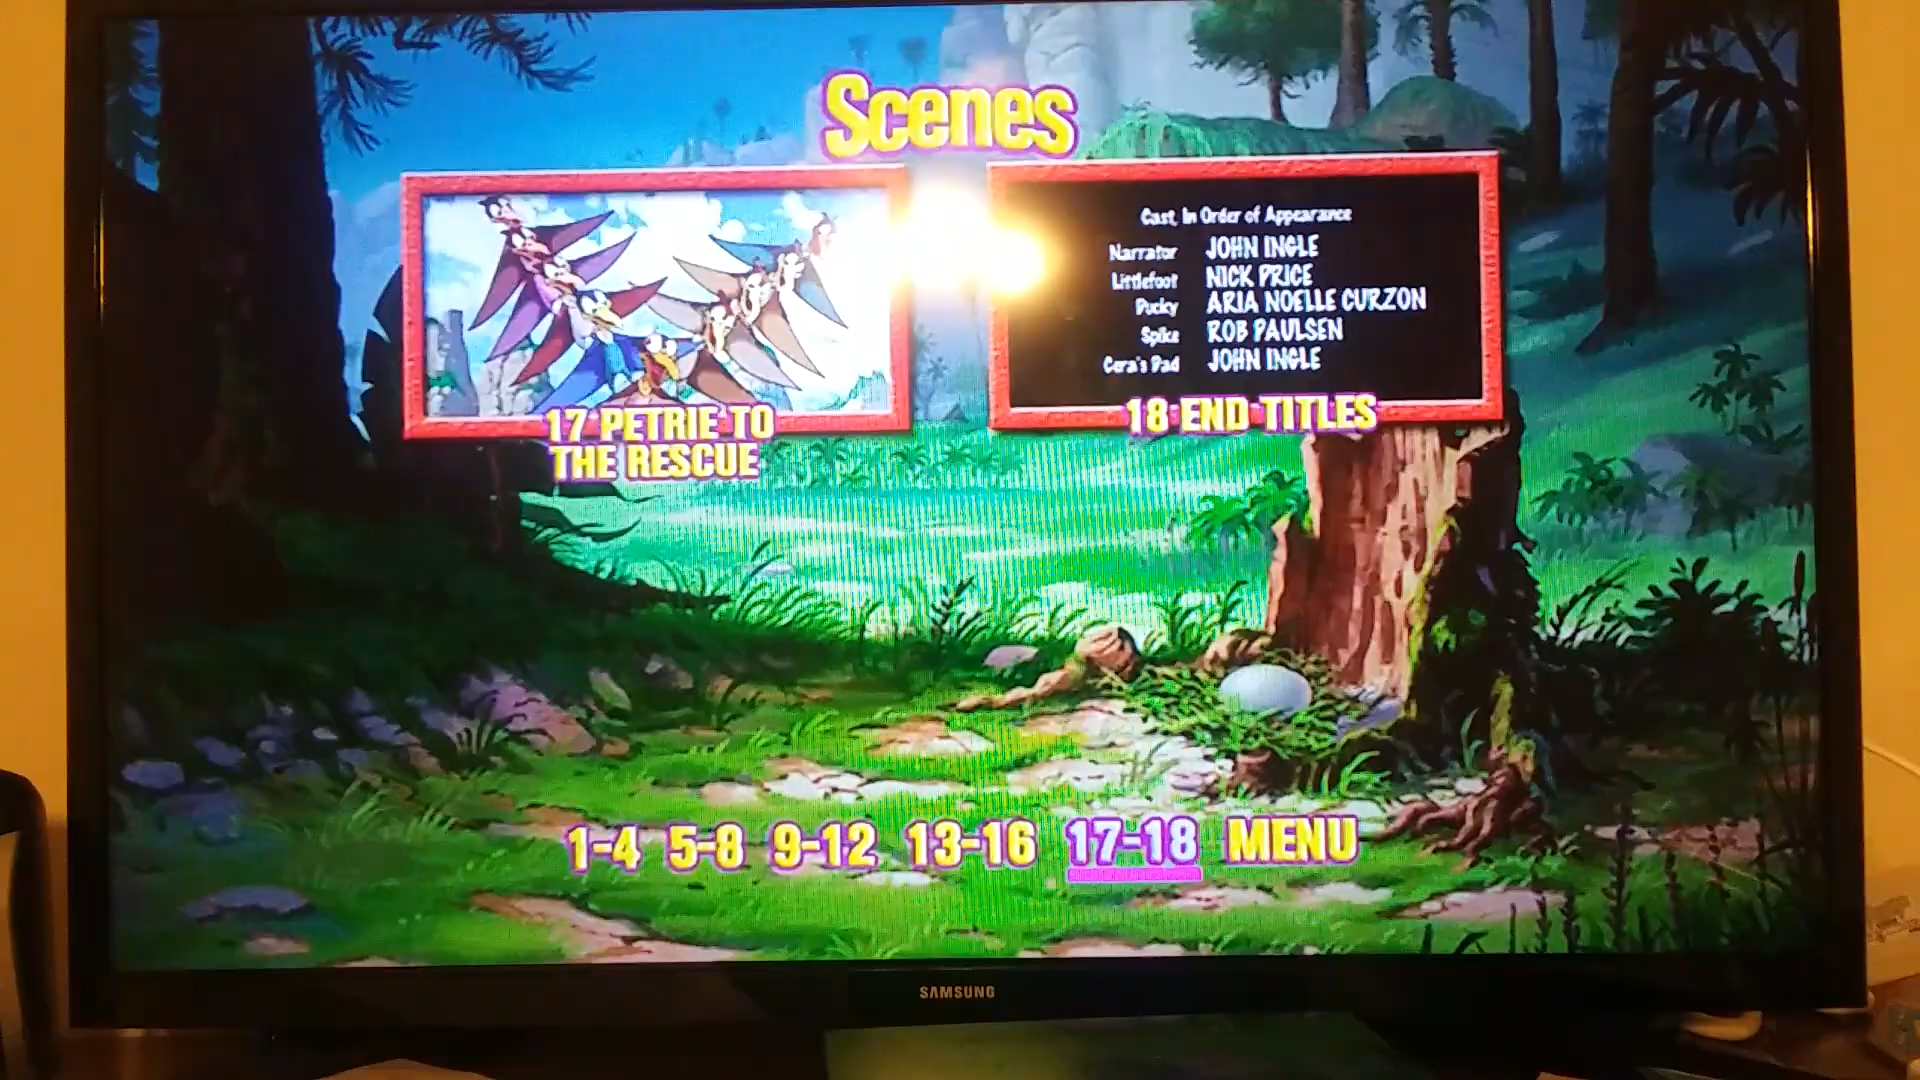 Scenes
Cast, In Order of Appearance
Narrator JOHN INGLE
Littlefoot NICK PRICE
Ducky ARIA NOELLE CURZON
Spike ROB PAULSEN
Cera's Dad JOHN INGLE
17 PETRIE TO
THE RESCUE
18 END TITLES
1-4 5-8 9-12 13-16 17-18 MENU
SAMSUNG